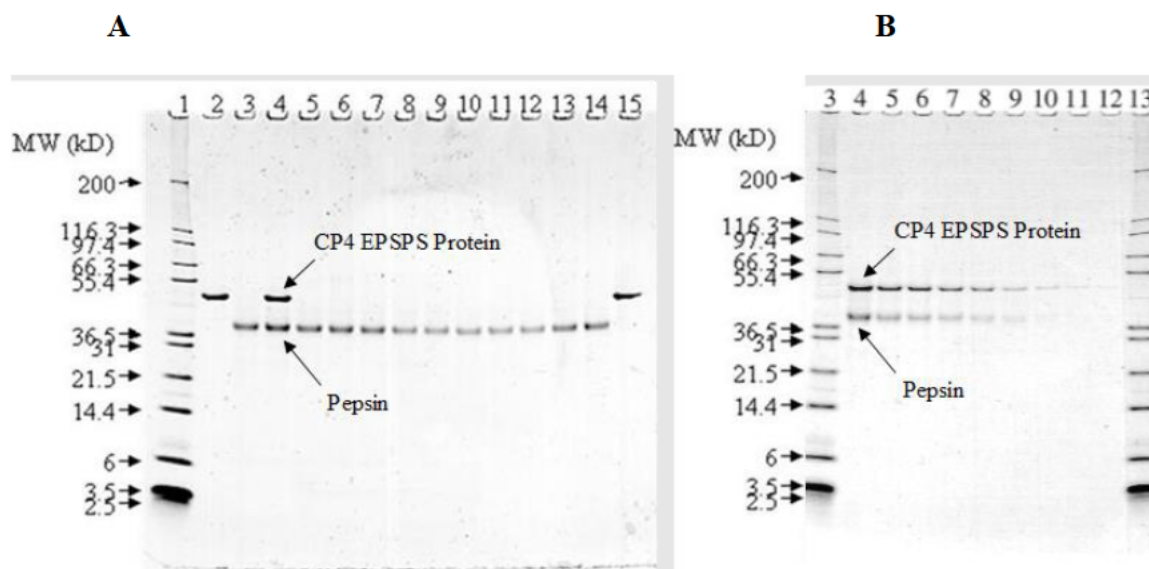 A
B
1 2 3 4 5 6 7 8 9 10 11 12 13 14 15
MW (kD)
200
116.3
97.4
66.3
55.4
36.5
31
21.5
14.4
6
3.5
2.5
CP4 EPSPS Protein
Pepsin
3 4 5 6 7 8 9 10 11 12 13
MW (kD)
200
116.3
97.4
66.3
55.4
36.5
31
21.5
14.4
6
3.5
2.5
CP4 EPSPS Protein
Pepsin